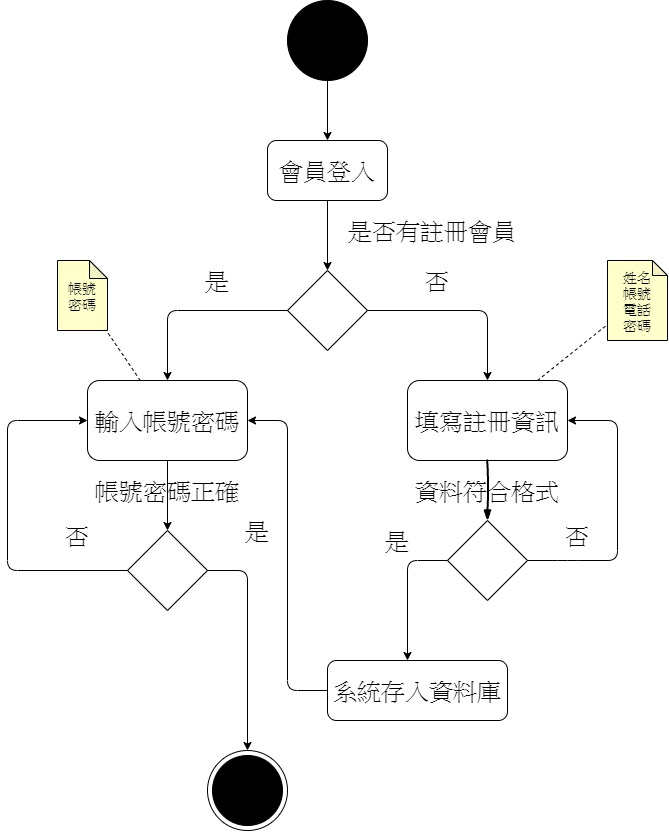 會員登入
是否有註冊會員
是
否
帳號
密碼
姓名
帳號
電話
密碼
輸入帳號密碼
填寫註冊資訊
帳號密碼正確
資料符合格式
否
是
是
否
系統存入資料庫